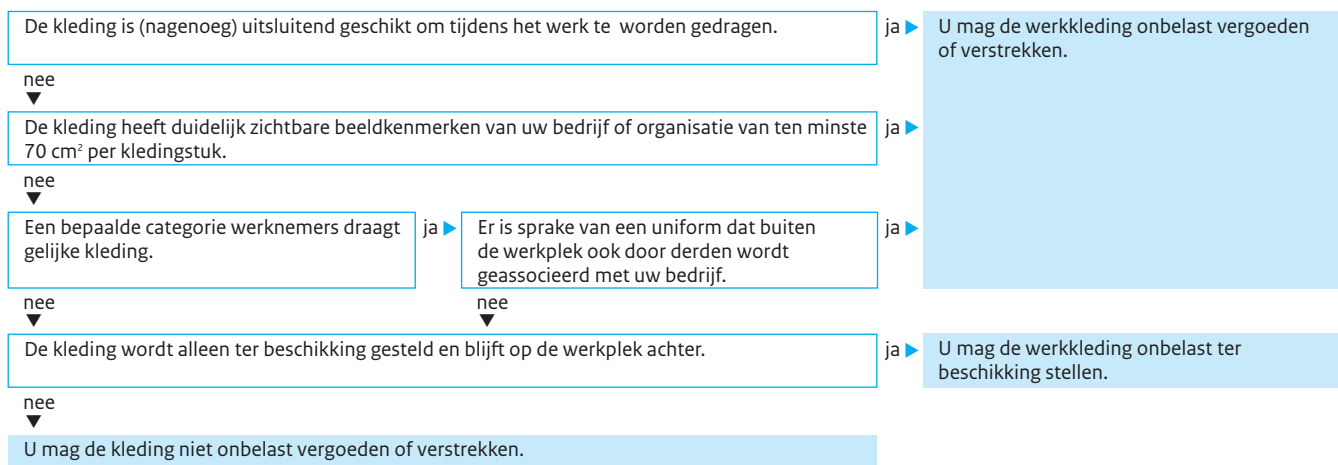 De kleding is (nagenoeg) uitsluitend geschikt om tijdens het werk te worden gedragen.
ja ▶
U mag de werkkleding onbelast vergoeden
of verstrekken.
nee
▼
De kleding heeft duidelijk zichtbare beeldkenmerken van uw bedrijf of organisatie van ten minste
70 cm² per kledingstuk.
ja ▶
nee
▼
Een bepaalde categorie werknemers draagt
gelijke kleding.
ja ▶
Er is sprake van een uniform dat buiten
de werkplek ook door derden wordt
geassocieerd met uw bedrijf.
ja ▶
nee
▼
nee
▼
De kleding wordt alleen ter beschikking gesteld en blijft op de werkplek achter.
ja ▶
U mag de werkkleding onbelast ter
beschikking stellen.
nee
▼
U mag de kleding niet onbelast vergoeden of verstrekken.